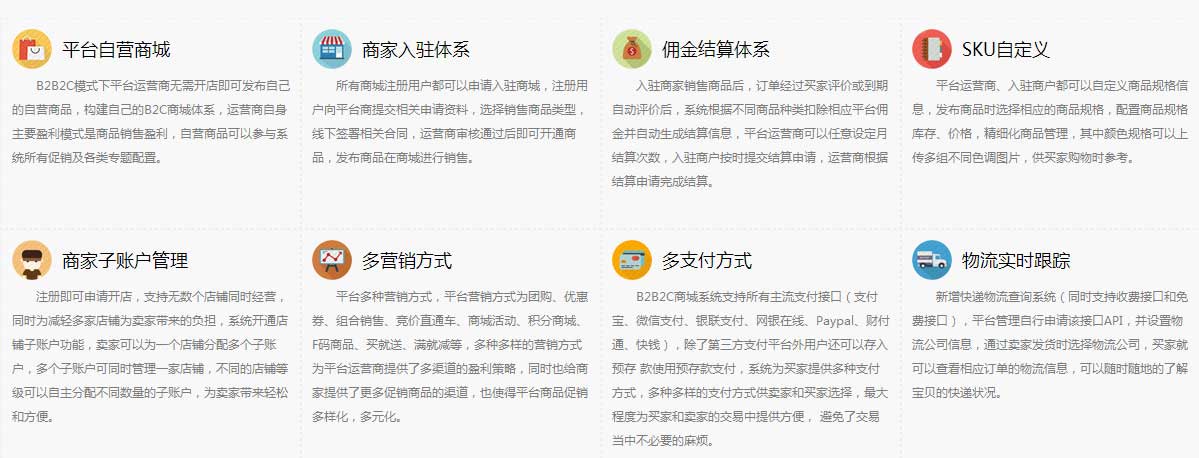 平台自营商城
B2B2C模式下平台运营商无需开店即可发布自己
的自营商品，构建自己的B2C商城体系，运营商自身
主要盈利模式是商品销售盈利，自营商品可以参与系
统所有促销及各类专题配置。
商家入驻体系
所有商城注册用户都可以申请入驻商城，注册用
户向平台商提交相关申请资料，选择销售商品类型，
线下签署相关合同，运营商审核通过后即可开通商
品，发布商品在商城进行销售。
佣金结算体系
入驻商家销售商品后，订单经过买家评价或到期
自动评价后，系统根据不同商品种类扣除相应平台佣
金并自动生成结算信息，平台运营商可以任意设定月
结算次数，入驻商户按时提交结算申请，运营商根据
结算申请完成结算。
SKU自定义
平台运营商、入驻商户都可以自定义商品规格信
息，发布商品时选择相应的商品规格，配置商品规格
库存、价格，精细化商品管理，其中颜色规格可以上
传多组不同色调图片，供买家购物时参考。
商家子账户管理
注册即可申请开店，支持无数个店铺同时经营，
同时为减轻多家店铺为卖家带来的负担，系统开通店
铺子账户功能，卖家可以为一个店铺分配多个子账
户，多个子账户可同时管理一家店铺，不同的店铺等
级可以自主分配不同数量的子账户，为卖家带来轻松
和方便。
多营销方式
平台多种营销方式，平台营销方式为团购、优惠
券、组合销售、竞价直通车、商城活动、积分商城、
F码商品、买就送、满就减等，多种多样的营销方式
为平台运营商提供了多渠道的盈利策略，同时也给商
家提供了更多促销商品的渠道，也使得平台商品促销
多样化，多元化。
多支付方式
B2B2C商城系统支持所有主流支付接口（支付
宝、微信支付、银联支付、网银在线、Paypal、财付
通、快钱），除了第三方支付平台外用户还可以存入
预存 款使用预存款支付，系统为买家提供多种支付
方式，多种多样的支付方式供卖家和买家选择，最大
程度为买家和卖家的交易中提供方便， 避免了交易
当中不必要的麻烦。
物流实时跟踪
新增快递物流查询系统（同时支持收费接口和免
费接口），平台管理自行申请该接口API，并设置物
流公司信息，通过卖家发货时选择物流公司，买家就
可以查看相应订单的物流信息，可以随时随地的了解
宝贝的快递状况。